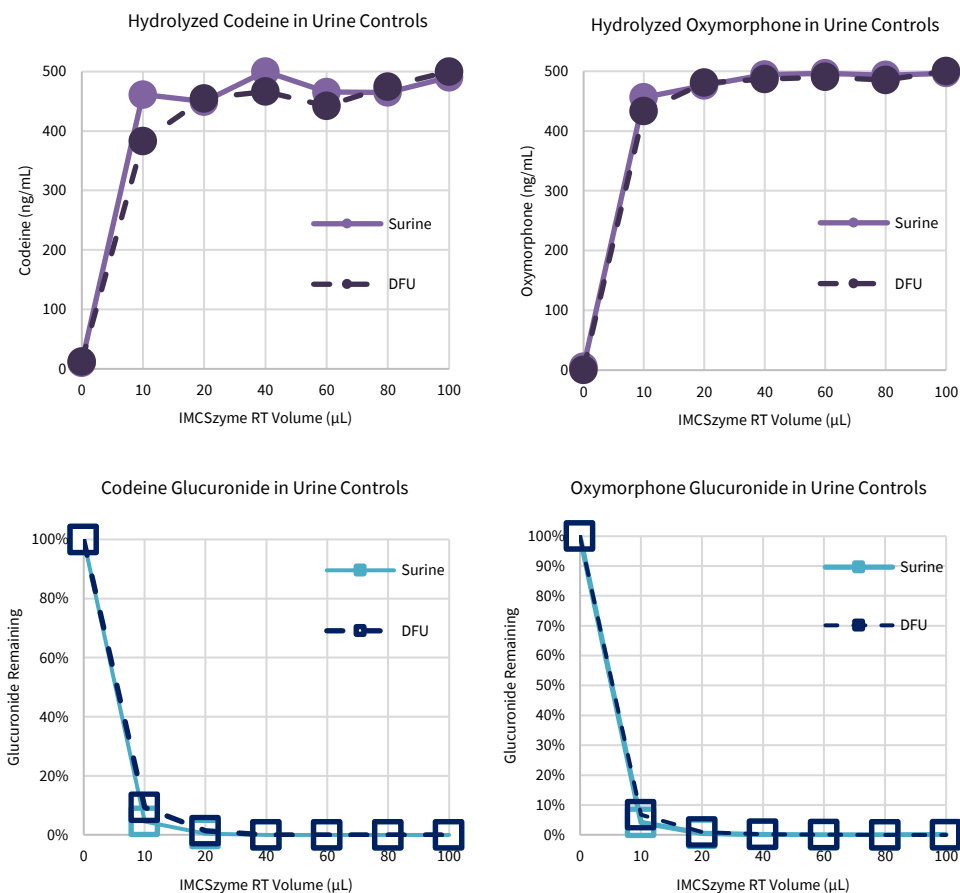 Hydrolyzed Codeine in Urine Controls
500
400
300
200
100
0
Codeine (ng/mL)
Surine
DFU
0 10 20 40 60 80 100
IMCSzyme RT Volume (µL)
Hydrolyzed Oxymorphone in Urine Controls
500
400
300
200
100
0
Oxymorphone (ng/mL)
Surine
DFU
0 10 20 40 60 80 100
IMCSzyme RT Volume (µL)
Codeine Glucuronide in Urine Controls
100%
80%
60%
40%
20%
0%
Glucuronide Remaining
Surine
DFU
0 10 20 40 60 80 100
IMCSzyme RT Volume (µL)
Oxymorphone Glucuronide in Urine Controls
100%
90%
80%
70%
60%
50%
40%
30%
20%
10%
0%
Glucuronide Remaining
Surine
DFU
0 10 20 40 60 80 100
IMCSzyme RT Volume (µL)